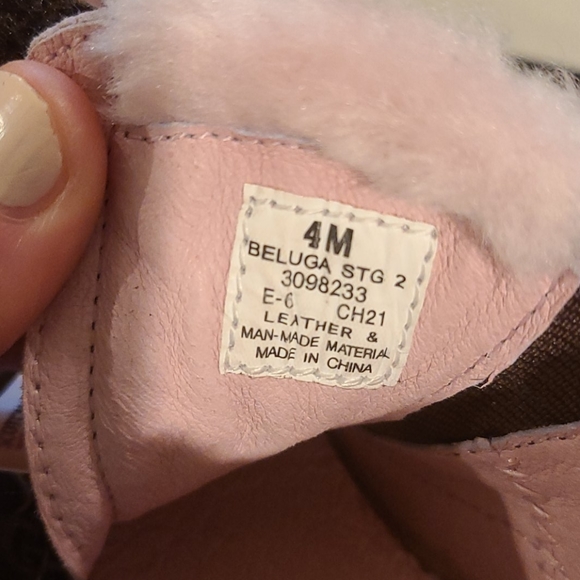 4M
BELUGA STG 2
3098233
E-6 CH21
LEATHER &
MAN-MADE MATERIAL
MADE IN CHINA